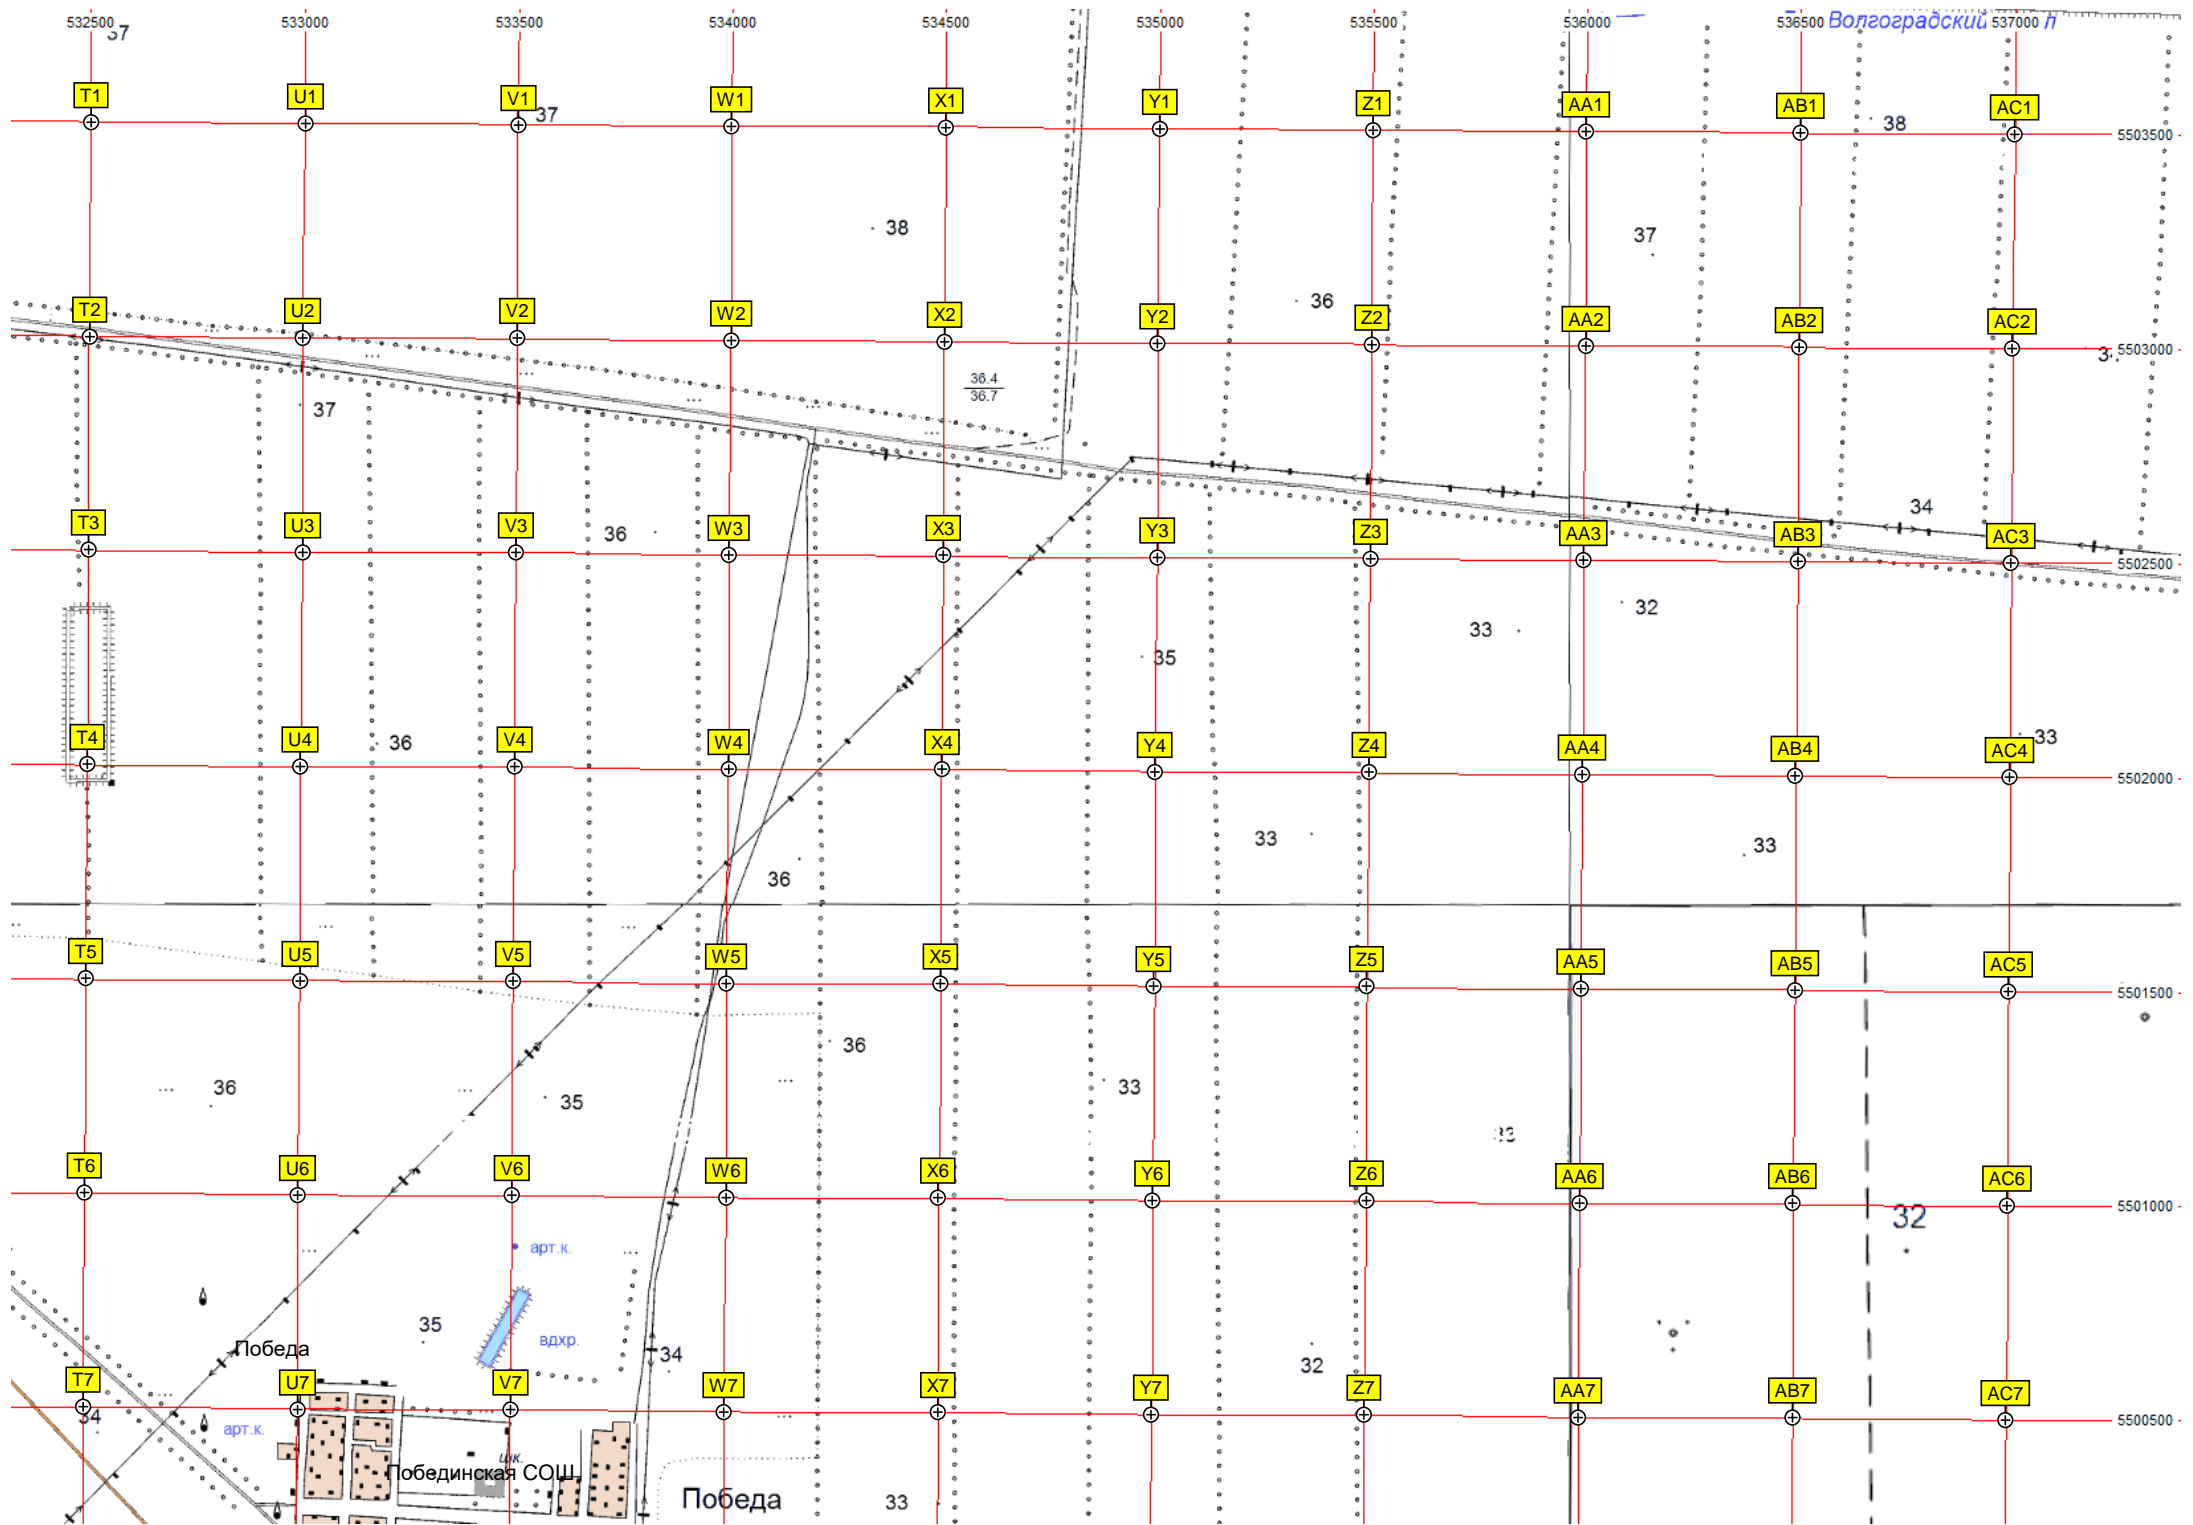 532500 533000 533500 534000 534500 535000 535500 536000 536500 Волгоградский 537000 л
37
T1 U1 V1 W1 X1 Y1 Z1 AA1 AB1 AC1
37 38
5503500
38 37
36
T2 U2 V2 W2 X2 Y2 Z2 AA2 AB2 AC2
5503000
36.4
36.7
37
34
T3 U3 V3 W3 X3 Y3 Z3 AA3 AB3 AC3
36
5502500
32
33
35
T4 U4 V4 W4 X4 Y4 Z4 AA4 AB4 AC4
36 33
5502000
33 33
36
T5 U5 V5 W5 X5 Y5 Z5 AA5 AB5 AC5
5501500
36
36 35 33
33
T6 U6 V6 W6 X6 Y6 Z6 AA6 AB6 AC6
5501000
32
арт.к.
35
вдхр.
Победа
34 32
T7 U7 V7 W7 X7 Y7 Z7 AA7 AB7 AC7
34
5500500
арт.к.
шк.
Побединская СОШ
Победа 33